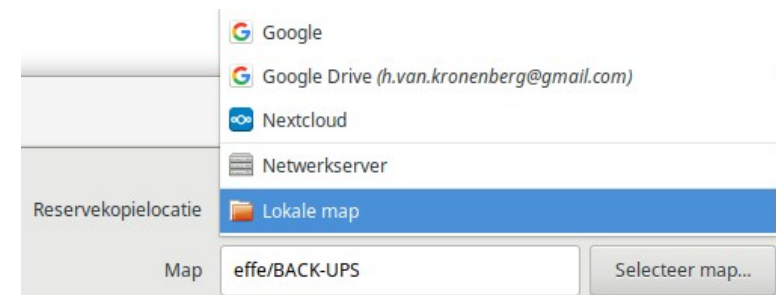 Google
Google Drive (h.van.kronenberg@gmail.com)
Nextcloud
Netwerkserver
Reservekopielocatie Lokale map
Map effe/BACK-UPS Selecteer map...